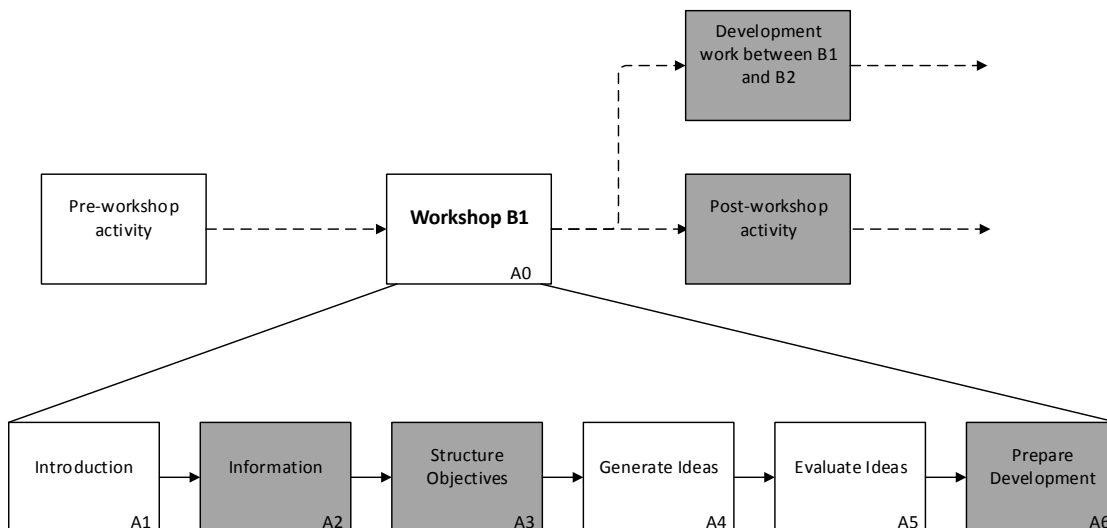 Development
work between B1
and B2
Pre-workshop
activity
Workshop B1
A0
Post-workshop
activity
Introduction
A1
Information
A2
Structure
Objectives
A3
Generate Ideas
A4
Evaluate Ideas
A5
Prepare
Development
A6